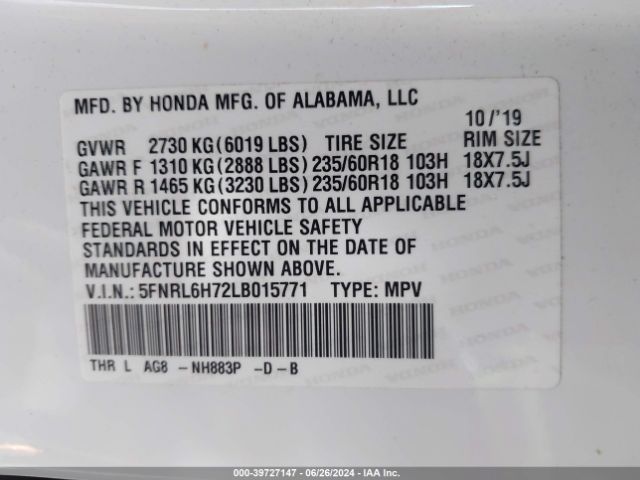 MFD. BY HONDA MFG. OF ALABAMA, LLC
10/'19
GVWR 2730 KG(6019 LBS) TIRE SIZE RIM SIZE
GAWR F 1310 KG(2888 LBS)235/60R18 103H 18X7.5J
GAWR R 1465 KG(3230 LBS)235/60R18 103H 18X7.5J
THIS VEHICLE CONFORMS TO ALL APPLICABLE
FEDERAL MOTOR VEHICLE SAFETY
STANDARDS IN EFFECT ON THE DATE OF
MANUFACTURE SHOWN ABOVE.
V.I.N.: 5FNRL6H72LB015771 TYPE: MPV
THR L AG8 - NH883P - D - B
000-39727147 / 06/26/2024 - IAA Inc. Copyright